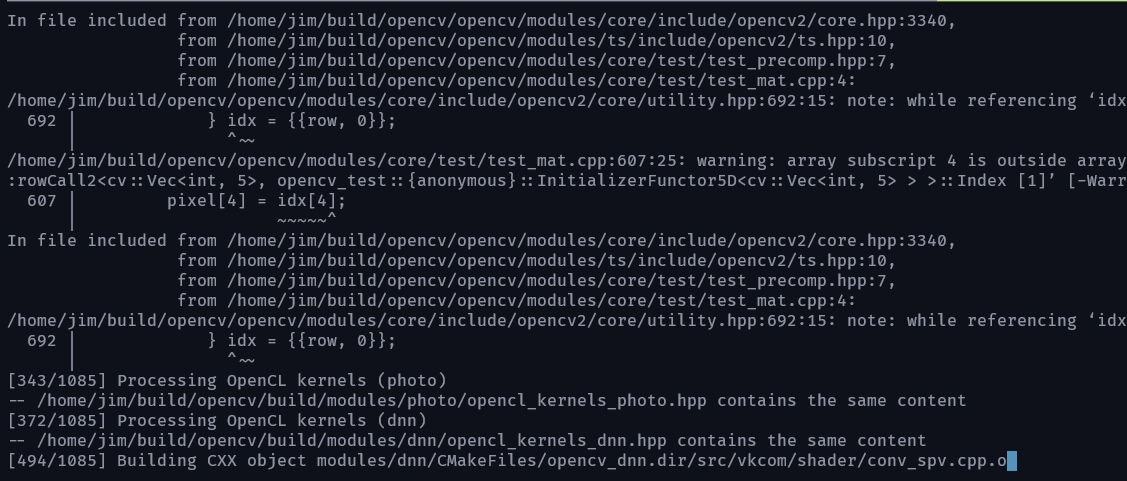 In file included from /home/jim/build/opencv/opencv/modules/core/include/opencv2/core.hpp:3340,
                 from /home/jim/build/opencv/opencv/modules/ts/include/opencv2/ts.hpp:10,
                 from /home/jim/build/opencv/opencv/modules/core/test/test_precomp.hpp:7,
                 from /home/jim/build/opencv/opencv/modules/core/test/test_mat.cpp:4:
/home/jim/build/opencv/opencv/modules/core/include/opencv2/core/utility.hpp:692:15: note: while referencing ‘idx
  692 |             } idx = {{row, 0}};
      |               ^~~
/home/jim/build/opencv/opencv/modules/core/test/test_mat.cpp:607:25: warning: array subscript 4 is outside array
:rowCall2<cv::Vec<int, 5>, opencv_test::{anonymous}::InitializerFunctor5D<cv::Vec<int, 5> > >::Index [1]’ [-Warr
  607 |         pixel[4] = idx[4];
      |                    ~~~~~^
In file included from /home/jim/build/opencv/opencv/modules/core/include/opencv2/core.hpp:3340,
                 from /home/jim/build/opencv/opencv/modules/ts/include/opencv2/ts.hpp:10,
                 from /home/jim/build/opencv/opencv/modules/core/test/test_precomp.hpp:7,
                 from /home/jim/build/opencv/opencv/modules/core/test/test_mat.cpp:4:
/home/jim/build/opencv/opencv/modules/core/include/opencv2/core/utility.hpp:692:15: note: while referencing ‘idx
  692 |             } idx = {{row, 0}};
      |               ^~~
[343/1085] Processing OpenCL kernels (photo)
-- /home/jim/build/opencv/build/modules/photo/opencl_kernels_photo.hpp contains the same content
[372/1085] Processing OpenCL kernels (dnn)
-- /home/jim/build/opencv/build/modules/dnn/opencl_kernels_dnn.hpp contains the same content
[494/1085] Building CXX object modules/dnn/CMakeFiles/opencv_dnn.dir/src/vkcom/shader/conv_spv.cpp.o